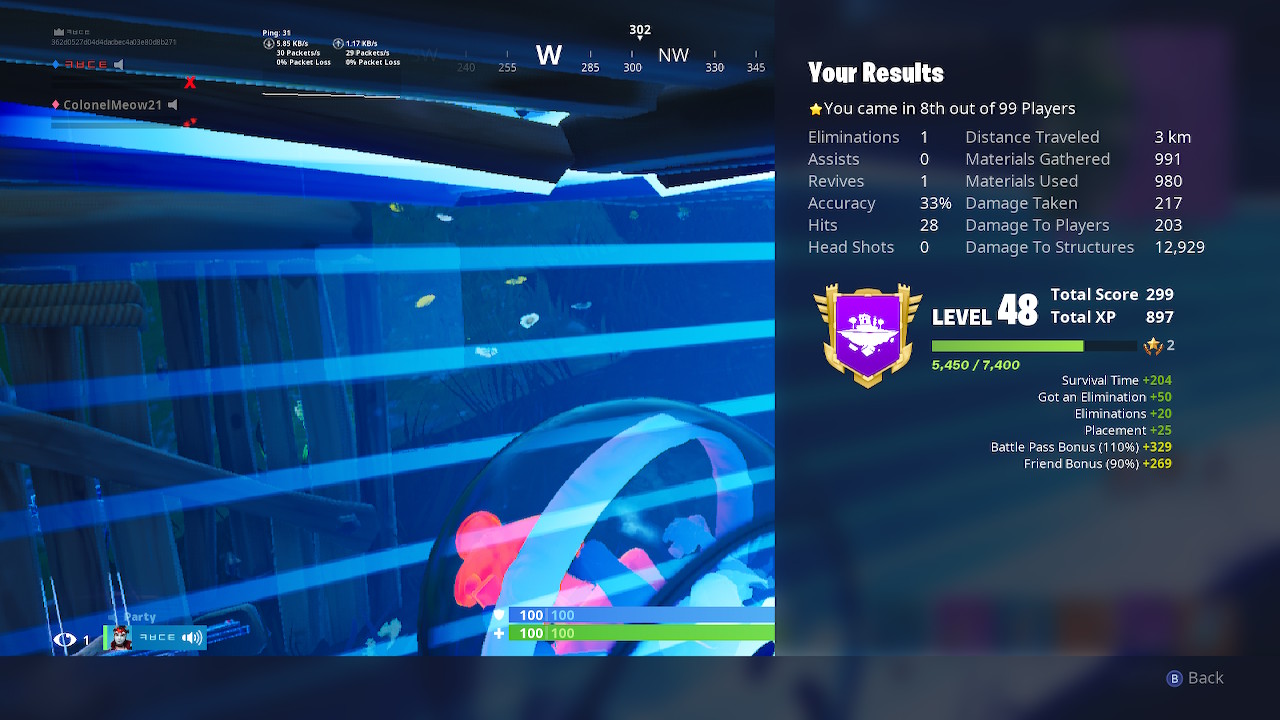 ㅋㅂㄷㅌ
Ping: 31
5.85 KB/s 1.17 KB/s
30 Packets/s 29 Packets/s
0% Packet Loss 0% Packet Loss
302
240 255 W 285 300 NW 330 345
ColonelMeow21
Party
1
100 100
100 100
Your Results
You came in 8th out of 99 Players
Eliminations 1 Distance Traveled 3 km
Assists 0 Materials Gathered 991
Revives 1 Materials Used 980
Accuracy 33% Damage Taken 217
Hits 28 Damage To Players 203
Head Shots 0 Damage To Structures 12,929
LEVEL 48
Total Score 299
Total XP 897
2
5,450 / 7,400
Survival Time +204
Got an Elimination +50
Eliminations +20
Placement +25
Battle Pass Bonus (110%) +329
Friend Bonus (90%) +269
B Back